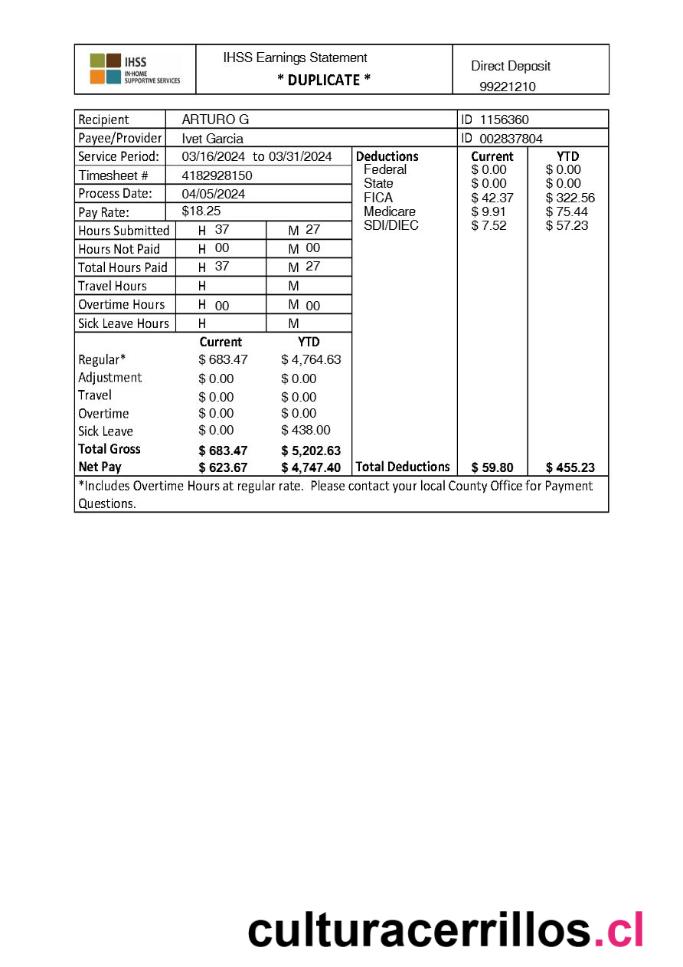 IHSS
IN-HOME
SUPPORTIVE SERVICES
IHSS Earnings Statement
* DUPLICATE *
Direct Deposit
99221210
Recipient ARTURO G ID 1156360
Payee/Provider Ivet Garcia ID 002837804
Service Period: 03/16/2024 to 03/31/2024 Deductions Current YTD
Federal $ 0.00 $ 0.00
Timesheet # 4182928150
State $ 0.00 $ 0.00
Process Date: 04/05/2024
FICA $ 42.37 $ 322.56
Pay Rate: $18.25
Medicare $ 9.91 $ 75.44
SDI/DIEC $ 7.52 $ 57.23
Hours Submitted H 37 M 27
Hours Not Paid H 00 M 00
Total Hours Paid H 37 M 27
Travel Hours H M
Overtime Hours H 00 M 00
Sick Leave Hours H M
Current YTD
Regular* $ 683.47 $ 4,764.63
Adjustment $ 0.00 $ 0.00
Travel $ 0.00 $ 0.00
Overtime $ 0.00 $ 0.00
Sick Leave $ 0.00 $ 438.00
Total Gross $ 683.47 $ 5,202.63
Net Pay $ 623.67 $ 4,747.40 Total Deductions $ 59.80 $ 455.23
*Includes Overtime Hours at regular rate. Please contact your local County Office for Payment
Questions.
culturacerrillos.cl